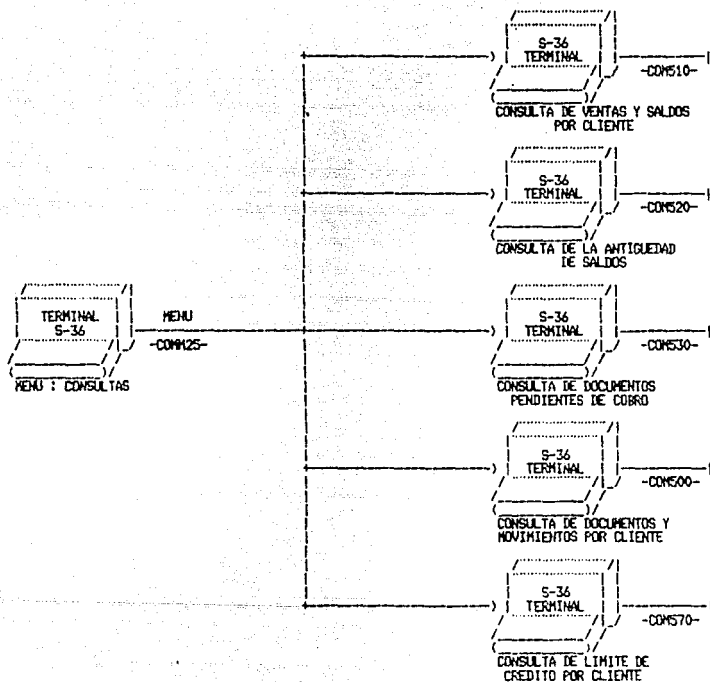 S-36
TERMINAL
-COM510-
CONSULTA DE VENTAS Y SALDOS
POR CLIENTE
S-36
TERMINAL
-COM520-
CONSULTA DE LA ANTIGUEDAD
DE SALDOS
TERMINAL
S-36
MENU
-COMM25-
MENU : CONSULTAS
S-36
TERMINAL
-COM530-
CONSULTA DE DOCUMENTOS
PENDIENTES DE COBRO
S-36
TERMINAL
-COM500-
CONSULTA DE DOCUMENTOS Y
MOVIMIENTOS POR CLIENTE
S-36
TERMINAL
-COM570-
CONSULTA DE LIMITE DE
CREDITO POR CLIENTE